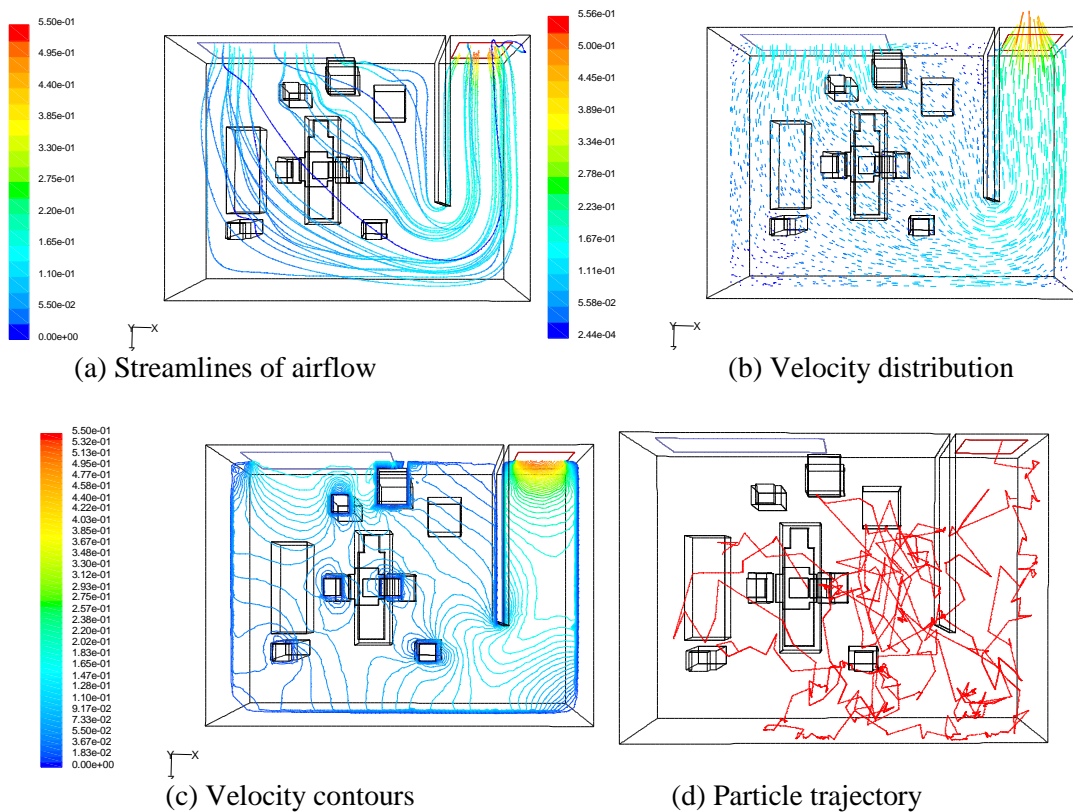 5.50e-01
4.95e-01
4.40e-01
3.85e-01
3.30e-01
2.75e-01
2.20e-01
1.65e-01
1.10e-01
5.50e-02
0.00e+00
Y X
(a) Streamlines of airflow
5.56e-01
5.00e-01
4.45e-01
3.89e-01
3.34e-01
2.78e-01
2.23e-01
1.67e-01
1.11e-01
5.58e-02
2.44e-04
Y X
(b) Velocity distribution
5.50e-01
5.32e-01
5.13e-01
4.95e-01
4.77e-01
4.58e-01
4.40e-01
4.22e-01
4.03e-01
3.85e-01
3.67e-01
3.48e-01
3.30e-01
3.12e-01
2.93e-01
2.75e-01
2.57e-01
2.38e-01
2.20e-01
2.02e-01
1.83e-01
1.65e-01
1.47e-01
1.28e-01
1.10e-01
9.17e-02
7.33e-02
5.50e-02
3.67e-02
1.83e-02
0.00e+00
Y X
(c) Velocity contours
(d) Particle trajectory